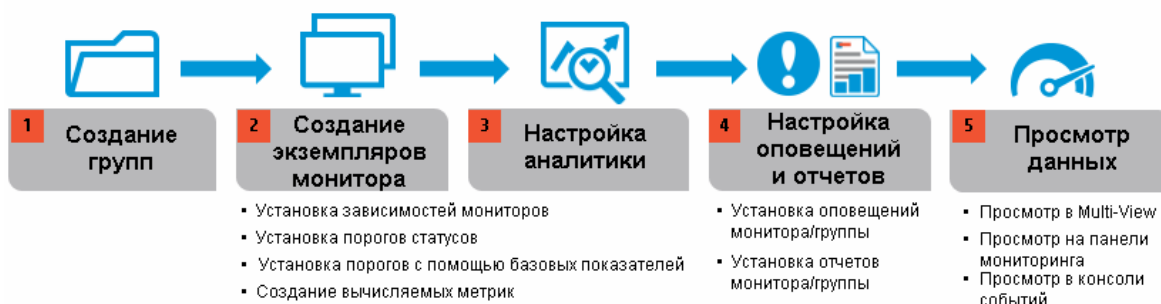 1
Создание
групп
2
Создание
экземпляров
монитора
3
Настройка
аналитики
4
Настройка
оповещений
и отчетов
5
Просмотр
данных
▪ Установка зависимостей мониторов
▪ Установка порогов статусов
▪ Установка порогов с помощью базовых показателей
▪ Создание вычисляемых метрик
▪ Установка оповещений
монитора/группы
▪ Установка отчетов
монитора/группы
▪ Просмотр в Multi-View
▪ Просмотр на панели
мониторинга
▪ Просмотр в консоли
событий